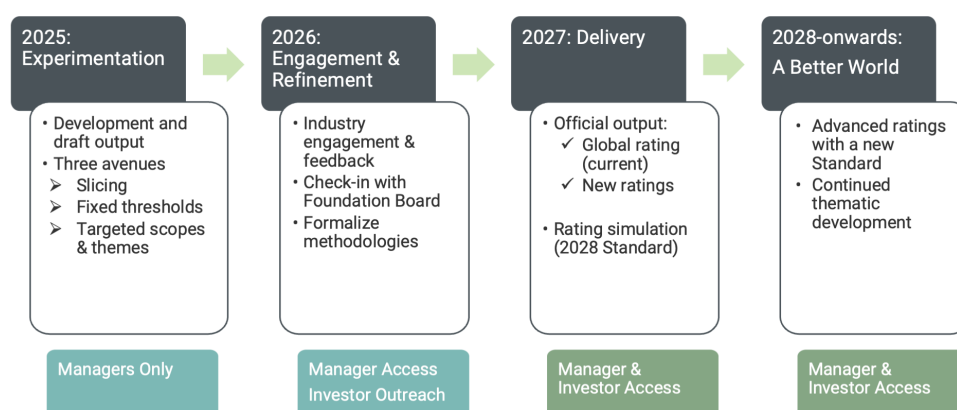 2025:
Experimentation
• Development and
draft output
• Three avenues
➢ Slicing
➢ Fixed thresholds
➢ Targeted scopes
& themes
Managers Only
2026:
Engagement &
Refinement
• Industry
engagement &
feedback
• Check-in with
Foundation Board
• Formalize
methodologies
Manager Access
Investor Outreach
2027: Delivery
• Official output:
✓ Global rating
(current)
✓ New ratings
• Rating simulation
(2028 Standard)
Manager &
Investor Access
2028-onwards:
A Better World
• Advanced ratings
with a new
Standard
• Continued
thematic
development
Manager &
Investor Access